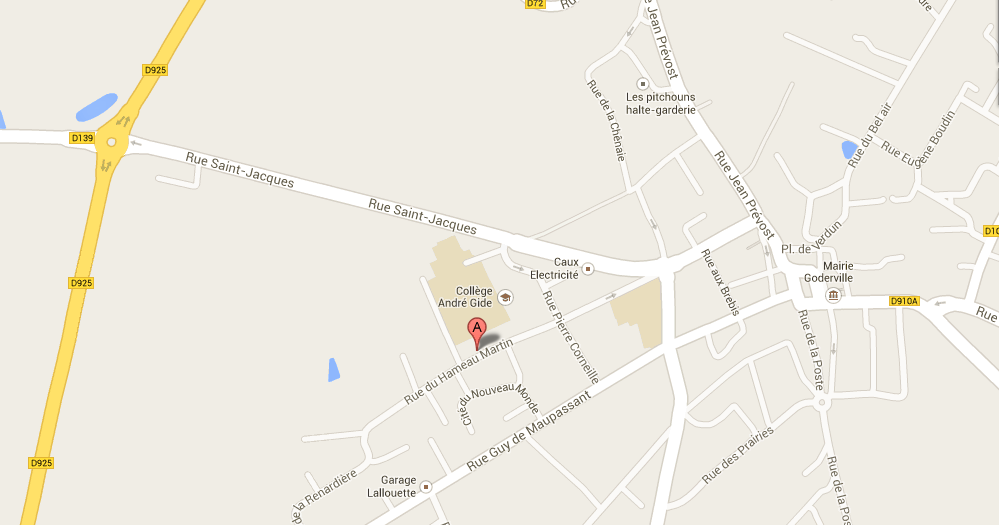 D72
Rue Jean Prévost
D925
Les pitchouns
halte-garderie
Rue de la Chênaie
Rue du Bel air
D139
Rue Saint-Jacques
Rue Eugène Boudin
Rue Jean Prévost
Rue Saint-Jacques
Pl. de Verdun
Caux
Electricité
Rue aux Brebis
Mairie
Goderville
D925
Collège
André Gide
D910A
Rue Pierre Corneille
Rue de la Poste
A
Rue du Hameau Martin
Cité du Nouveau Monde
Rue Guy de Maupassant
Rue des Prairies
D925
Garage
Lallouette
de la Renardière
Rue de la